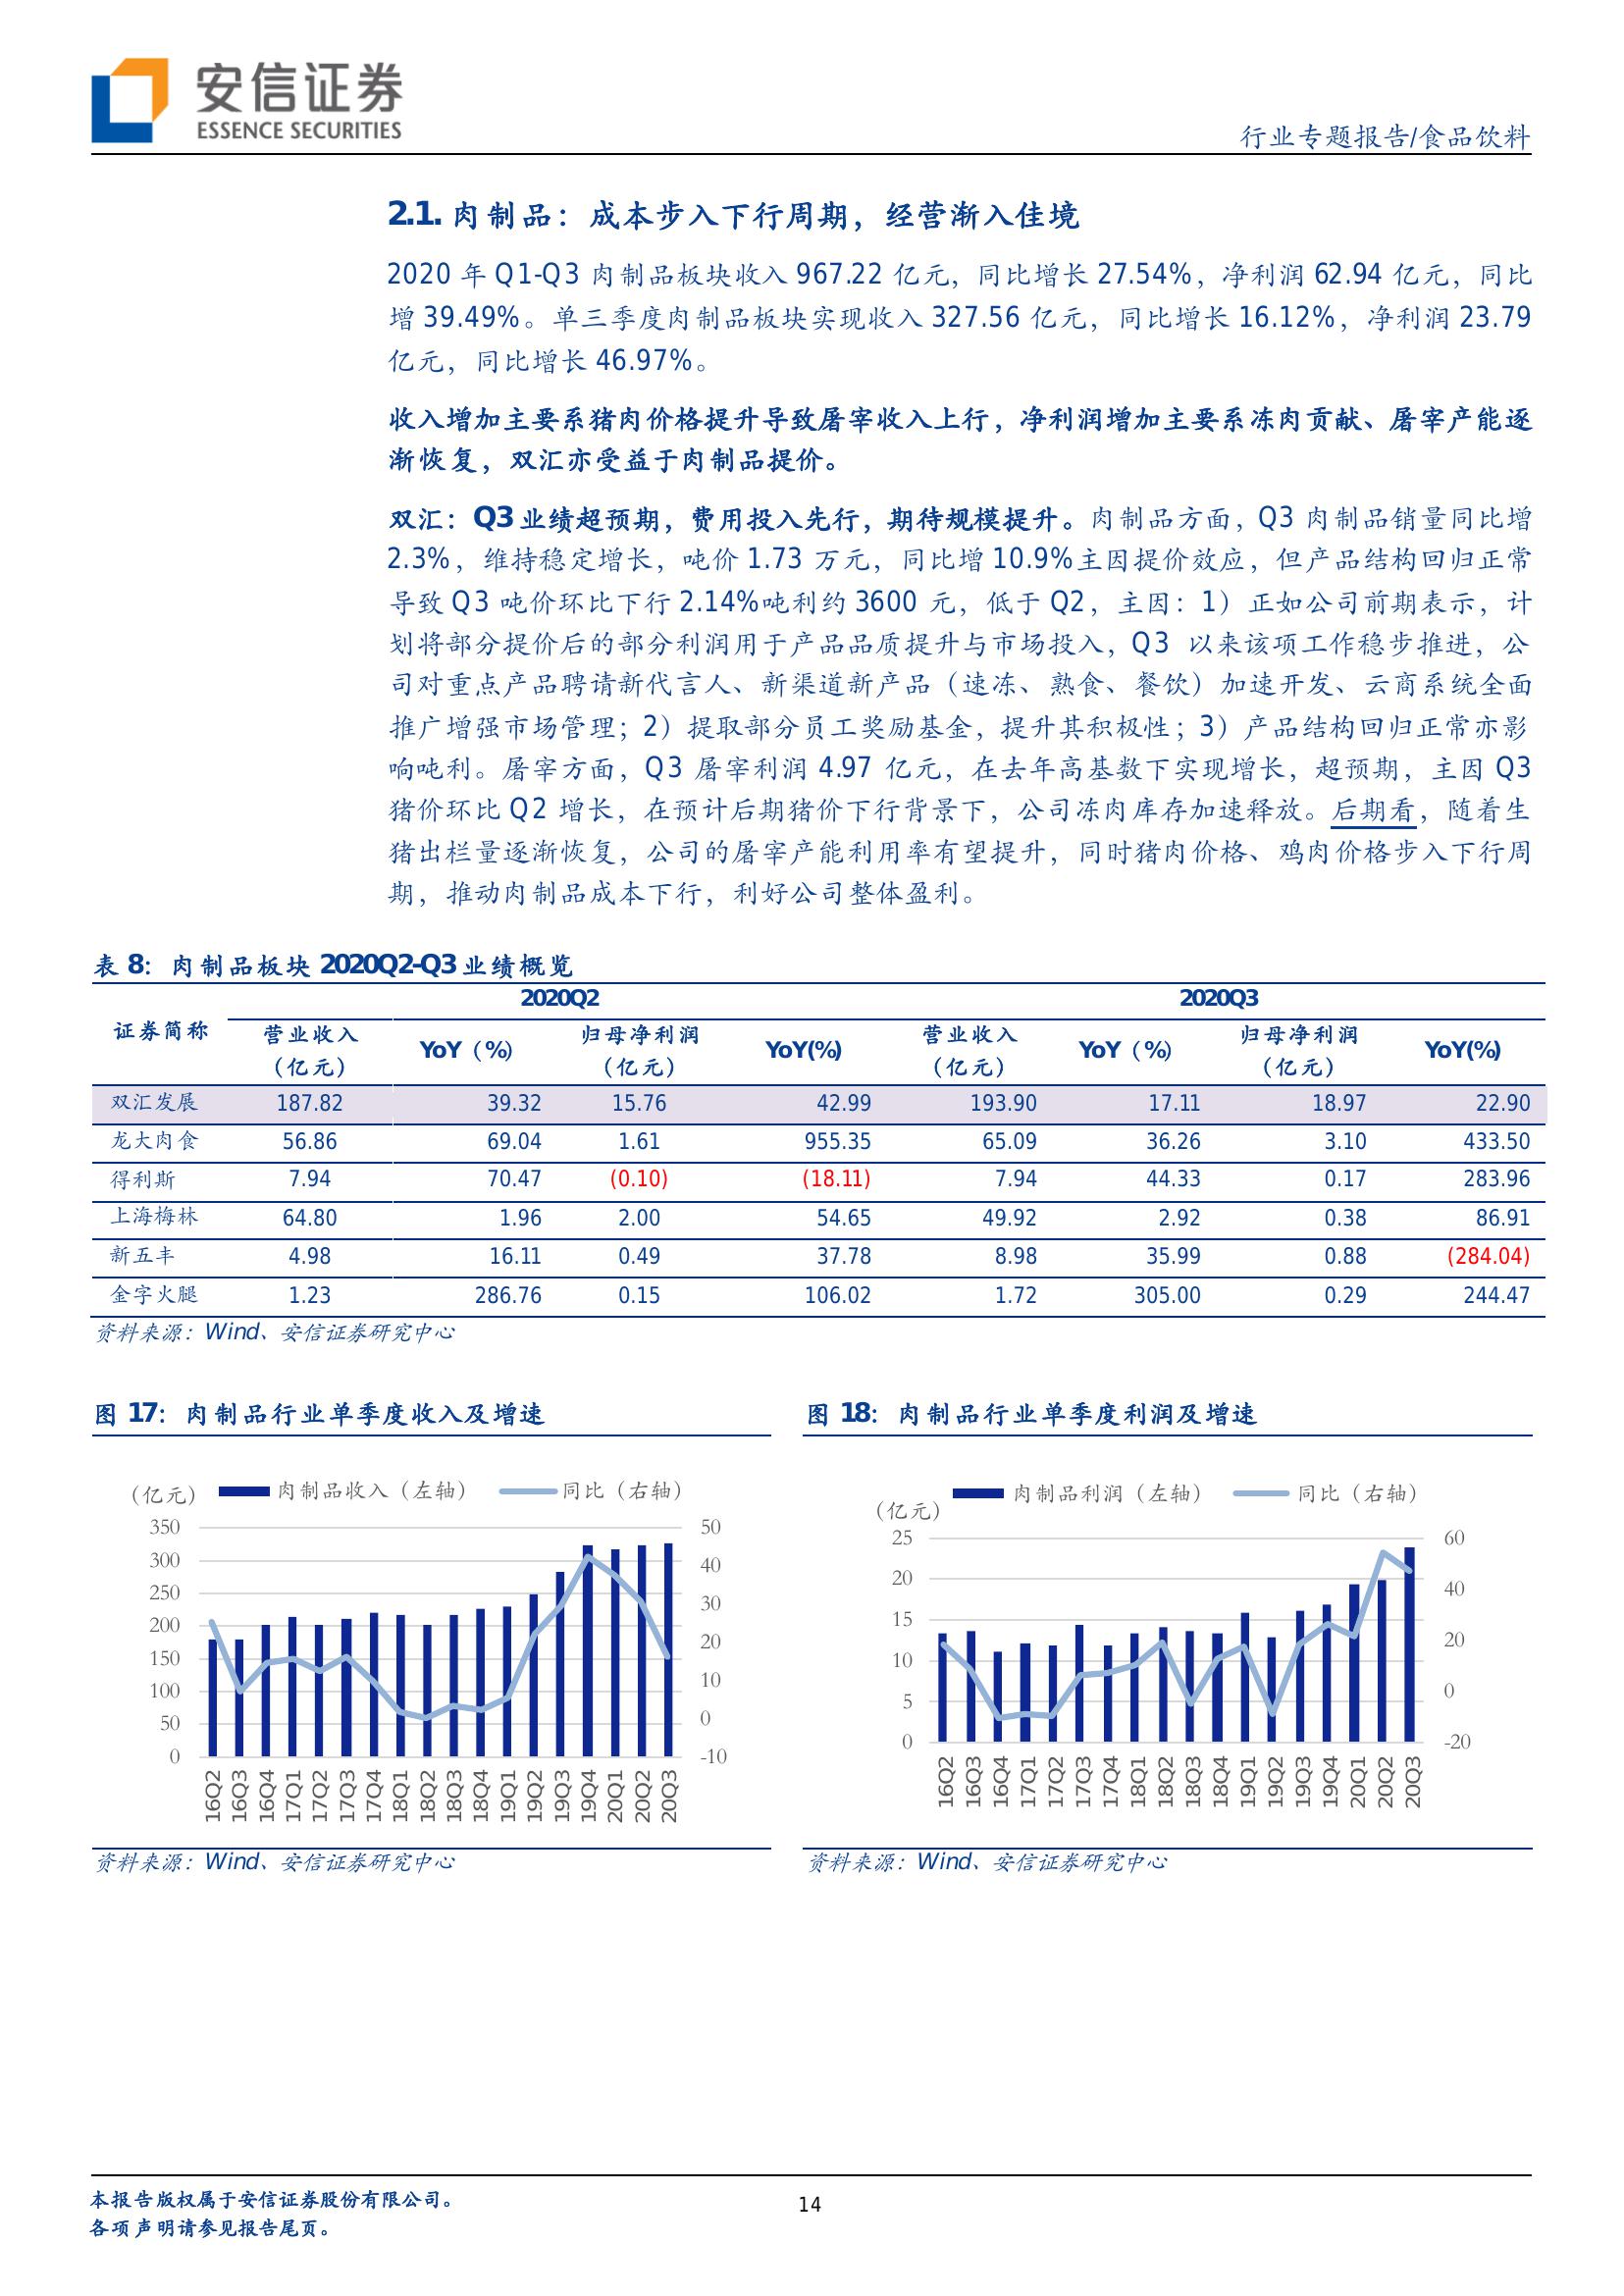 安信证券
ESSENCE SECURITIES
行业专题报告/食品饮料
2.1. 肉制品：成本步入下行周期，经营渐入佳境
2020 年 Q1-Q3 肉制品板块收入 967.22 亿元，同比增长 27.54%，净利润 62.94 亿元，同比
增 39.49%。单三季度肉制品板块实现收入 327.56 亿元，同比增长 16.12%，净利润 23.79
亿元，同比增长 46.97%。
收入增加主要系猪肉价格提升导致屠宰收入上行，净利润增加主要系冻肉贡献、屠宰产能逐
渐恢复，双汇亦受益于肉制品提价。
双汇：Q3 业绩超预期，费用投入先行，期待规模提升。肉制品方面，Q3 肉制品销量同比增
2.3%，维持稳定增长，吨价 1.73 万元，同比增 10.9%主因提价效应，但产品结构回归正常
导致 Q3 吨价环比下行 2.14%吨利约 3600 元，低于 Q2，主因：1）正如公司前期表示，计
划将部分提价后的部分利润用于产品品质提升与市场投入，Q3 以来该项工作稳步推进，公
司对重点产品聘请新代言人、新渠道新产品（速冻、熟食、餐饮）加速开发、云商系统全面
推广增强市场管理；2）提取部分员工奖励基金，提升其积极性；3）产品结构回归正常亦影
响吨利。屠宰方面，Q3 屠宰利润 4.97 亿元，在去年高基数下实现增长，超预期，主因 Q3
猪价环比 Q2 增长，在预计后期猪价下行背景下，公司冻肉库存加速释放。后期看，随着生
猪出栏量逐渐恢复，公司的屠宰产能利用率有望提升，同时猪肉价格、鸡肉价格步入下行周
期，推动肉制品成本下行，利好公司整体盈利。
表 8：肉制品板块 2020Q2-Q3 业绩概览
证券简称 2020Q2 2020Q3
营业收入（亿元） YoY（%） 归母净利润（亿元） YoY(%) 营业收入（亿元） YoY（%） 归母净利润（亿元） YoY(%)
双汇发展 187.82 39.32 15.76 42.99 193.90 17.11 18.97 22.90
龙大肉食 56.86 69.04 1.61 955.35 65.09 36.26 3.10 433.50
得利斯 7.94 70.47 (0.10) (18.11) 7.94 44.33 0.17 283.96
上海梅林 64.80 1.96 2.00 54.65 49.92 2.92 0.38 86.91
新五丰 4.98 16.11 0.49 37.78 8.98 35.99 0.88 (284.04)
金字火腿 1.23 286.76 0.15 106.02 1.72 305.00 0.29 244.47
资料来源：Wind、安信证券研究中心
图 17：肉制品行业单季度收入及增速
（亿元） 肉制品收入（左轴） 同比（右轴）
350 50
300 40
250 30
200 20
150 10
100 0
50 -10
0
16Q2 16Q3 16Q4 17Q1 17Q2 17Q3 17Q4 18Q1 18Q2 18Q3 18Q4 19Q1 19Q2 19Q3 19Q4 20Q1 20Q2 20Q3
资料来源：Wind、安信证券研究中心
图 18：肉制品行业单季度利润及增速
（亿元） 肉制品利润（左轴） 同比（右轴）
25 60
20 40
15 20
10 0
5 -20
0
16Q2 16Q3 16Q4 17Q1 17Q2 17Q3 17Q4 18Q1 18Q2 18Q3 18Q4 19Q1 19Q2 19Q3 19Q4 20Q1 20Q2 20Q3
资料来源：Wind、安信证券研究中心
本报告版权属于安信证券股份有限公司。
各项声明请参见报告尾页。
14